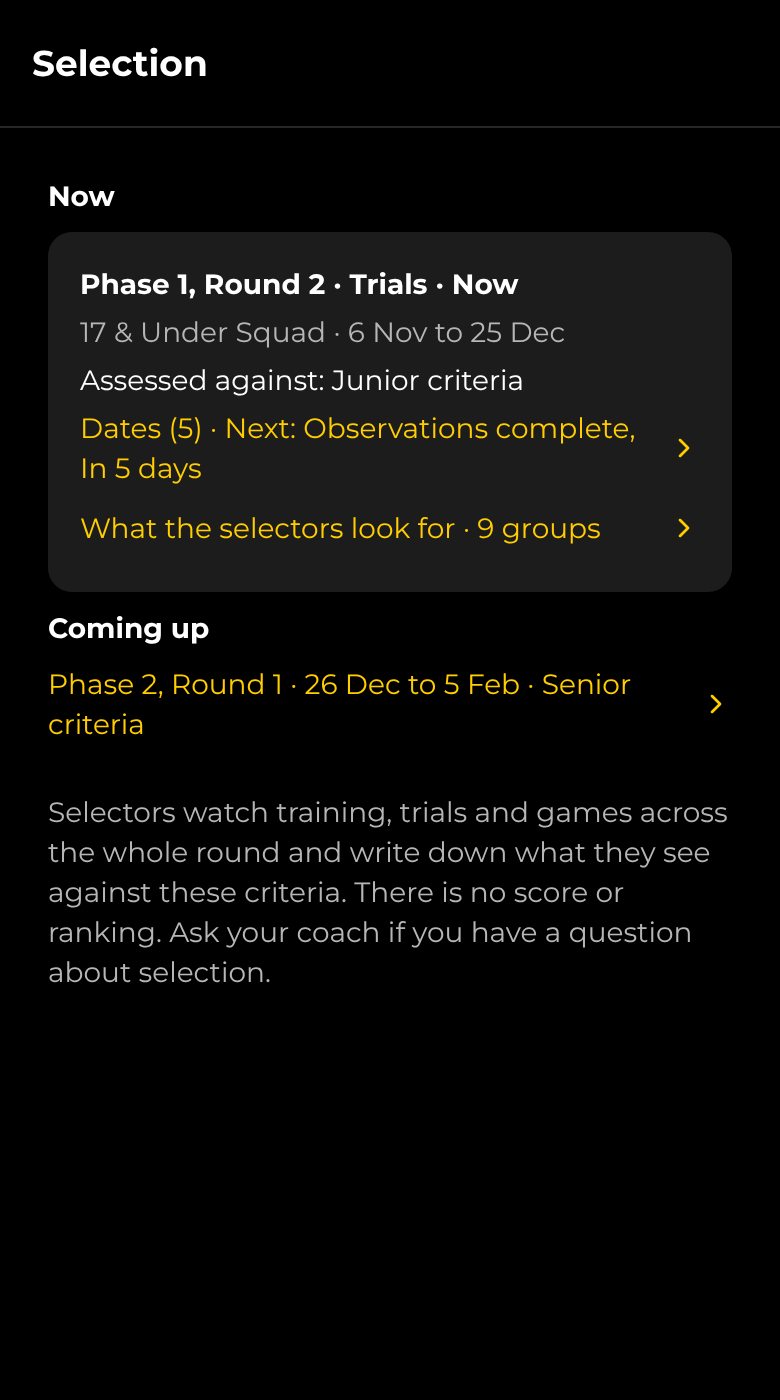 Selection
Now
Phase 1, Round 2 · Trials · Now
17 & Under Squad · 6 Nov to 25 Dec
Assessed against: Junior criteria
Dates (5) · Next: Observations complete,
In 5 days
What the selectors look for · 9 groups
Coming up
Phase 2, Round 1 · 26 Dec to 5 Feb · Senior
criteria
Selectors watch training, trials and games across
the whole round and write down what they see
against these criteria. There is no score or
ranking. Ask your coach if you have a question
about selection.